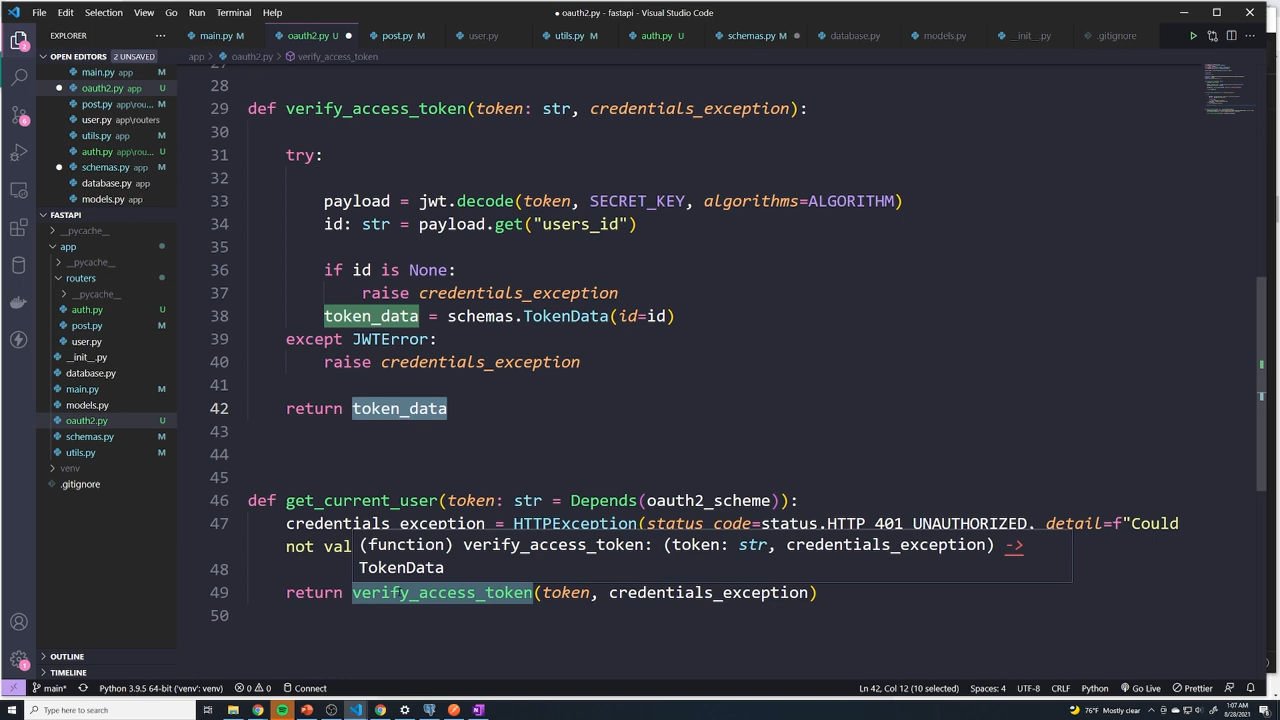 File Edit Selection View Go Run Terminal Help
● oauth2.py - fastapi - Visual Studio Code
EXPLORER ···
main.py M oauth2.py U ● post.py M user.py utils.py M auth.py U schemas.py M ● database.py models.py __init__.py .gitignore
OPEN EDITORS 2 UNSAVED
main.py app M
oauth2.py app U
post.py app\rou... M
user.py app\routers
utils.py app M
auth.py app\rou... U
schemas.py app M
database.py app
models.py app
FASTAPI
__pycache__
app
__pycache__
routers
__pycache__
auth.py U
post.py M
user.py
__init__.py
database.py
main.py M
models.py
oauth2.py U
schemas.py M
utils.py M
venv
.gitignore
OUTLINE
TIMELINE
app > oauth2.py > verify_access_token
27
28
29 def verify_access_token(token: str, credentials_exception):
30
31 try:
32
33 payload = jwt.decode(token, SECRET_KEY, algorithms=ALGORITHM)
34 id: str = payload.get("users_id")
35
36 if id is None:
37 raise credentials_exception
38 token_data = schemas.TokenData(id=id)
39 except JWTError:
40 raise credentials_exception
41
42 return token_data
43
44
45
46 def get_current_user(token: str = Depends(oauth2_scheme)):
47 credentials_exception = HTTPException(status_code=status.HTTP_401_UNAUTHORIZED, detail=f"Could
not val
(function) verify_access_token: (token: str, credentials_exception) ->
TokenData
48
49 return verify_access_token(token, credentials_exception)
50
main* Python 3.9.5 64-bit ('venv': venv) 0 0 Connect
Ln 42, Col 12 (10 selected) Spaces: 4 UTF-8 CRLF Python Go Live Prettier
Type here to search
76°F Mostly clear
1:07 AM
8/28/2021